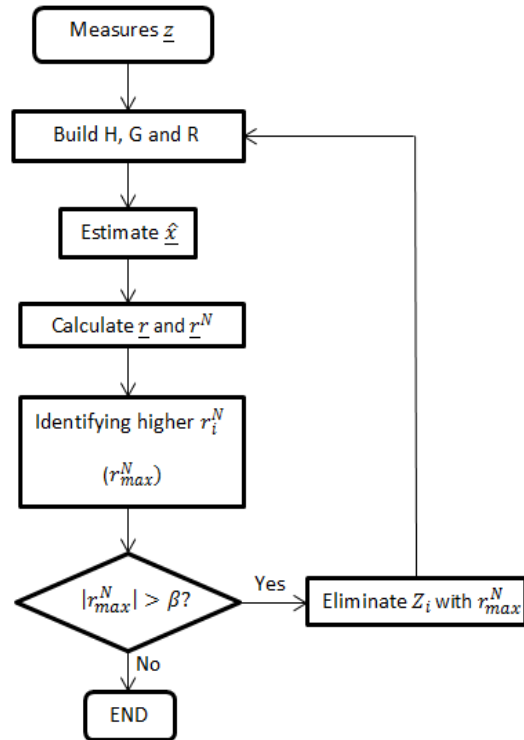 Measures z
Build H, G and R
Estimate x̂
Calculate r and r^N
Identifying higher r_i^N
(r_max^N)
|r_max^N| > β?
Yes
Eliminate Z_i with r_max^N
No
END